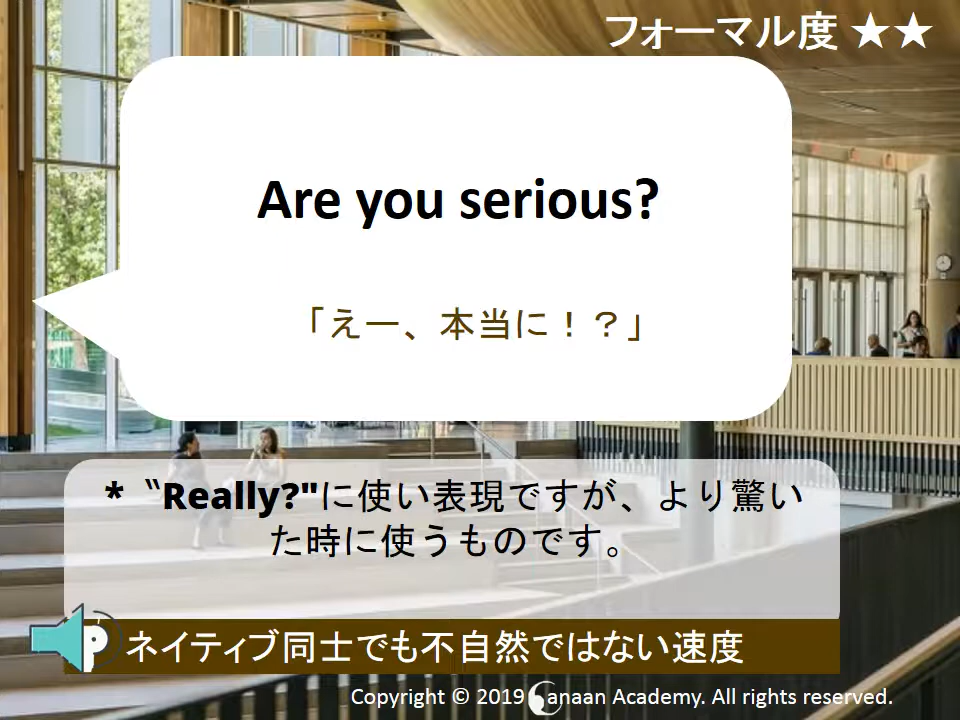 フォーマル度 ★★
Are you serious?
「えー、本当に！？」
*〝Really?"に使い表現ですが、より驚い
た時に使うものです。
P ネイティブ同士でも不自然ではない速度
Copyright © 2019 Canaan Academy. All rights reserved.